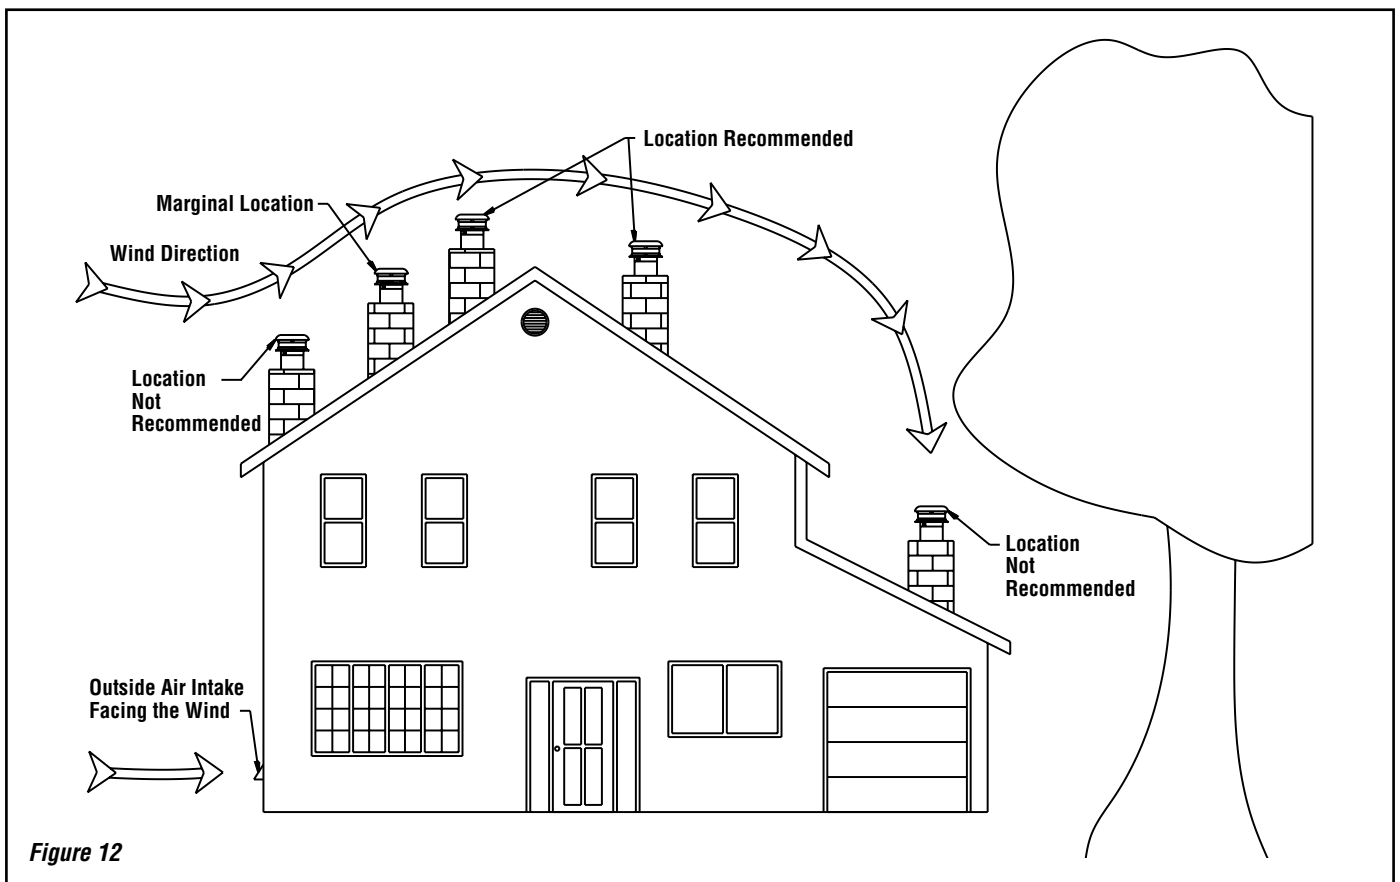 Location Recommended
Marginal Location
Wind Direction
Location
Not
Recommended
Location
Not
Recommended
Outside Air Intake
Facing the Wind
Figure 12